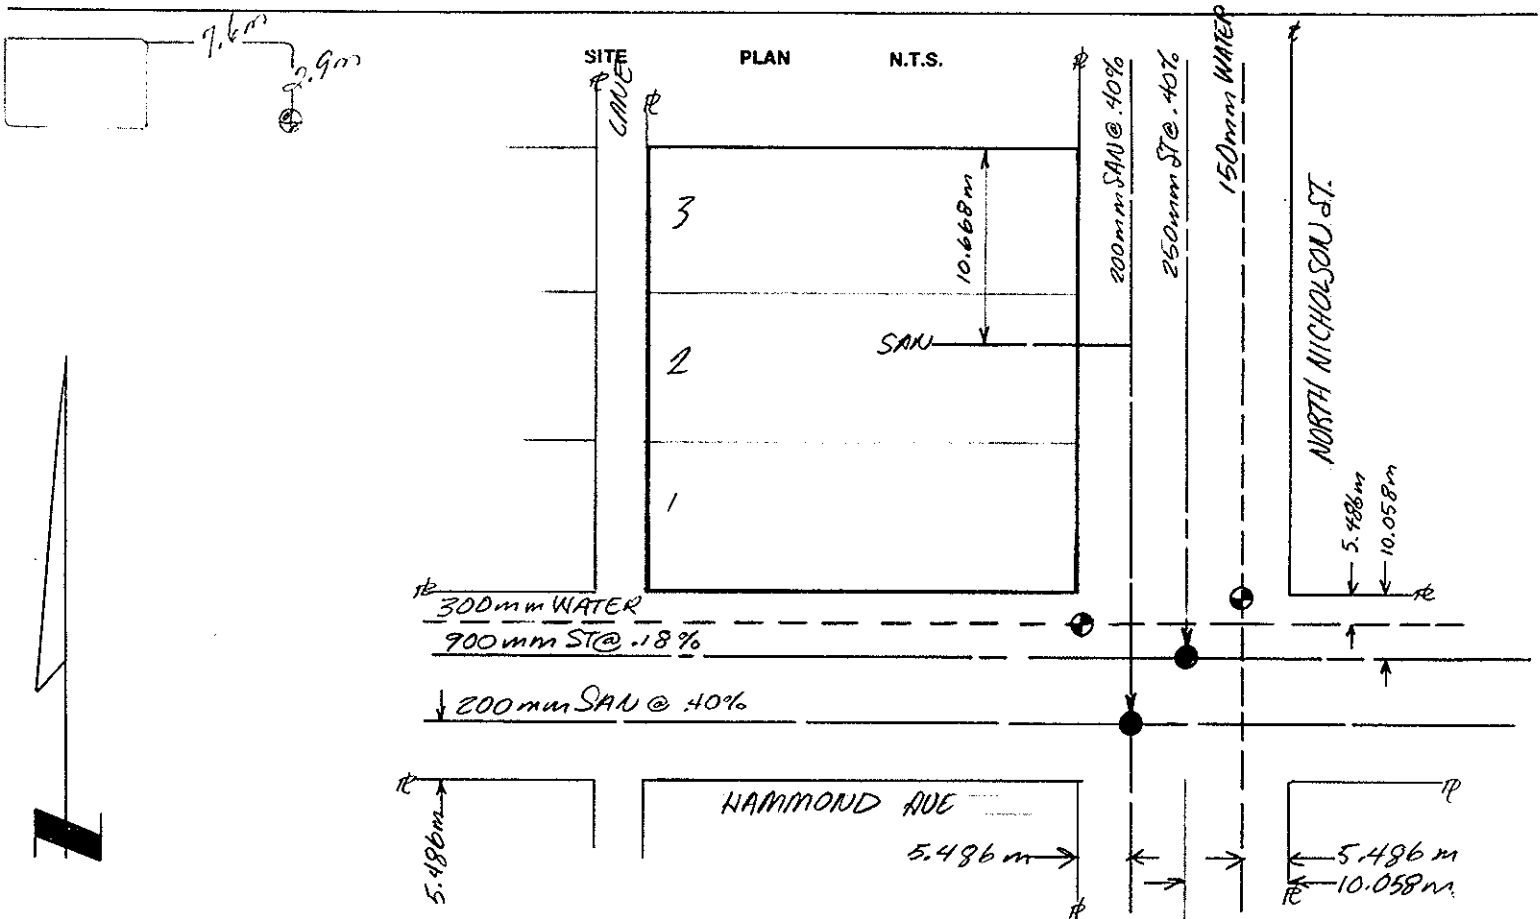 7.6m
2.9m
SITE PLAN N.T.S.
LANE
3
2
1
10.668m
SAN
200mm SAN @ .40%
250mm ST @ .40%
150mm WATER
NORTH NICHOLSON ST.
5.486m
10.058m
300mm WATER
900mm ST @ .18%
200mm SAN @ .40%
HAMMOND AVE
5.486m
5.486m
5.486m
10.058m